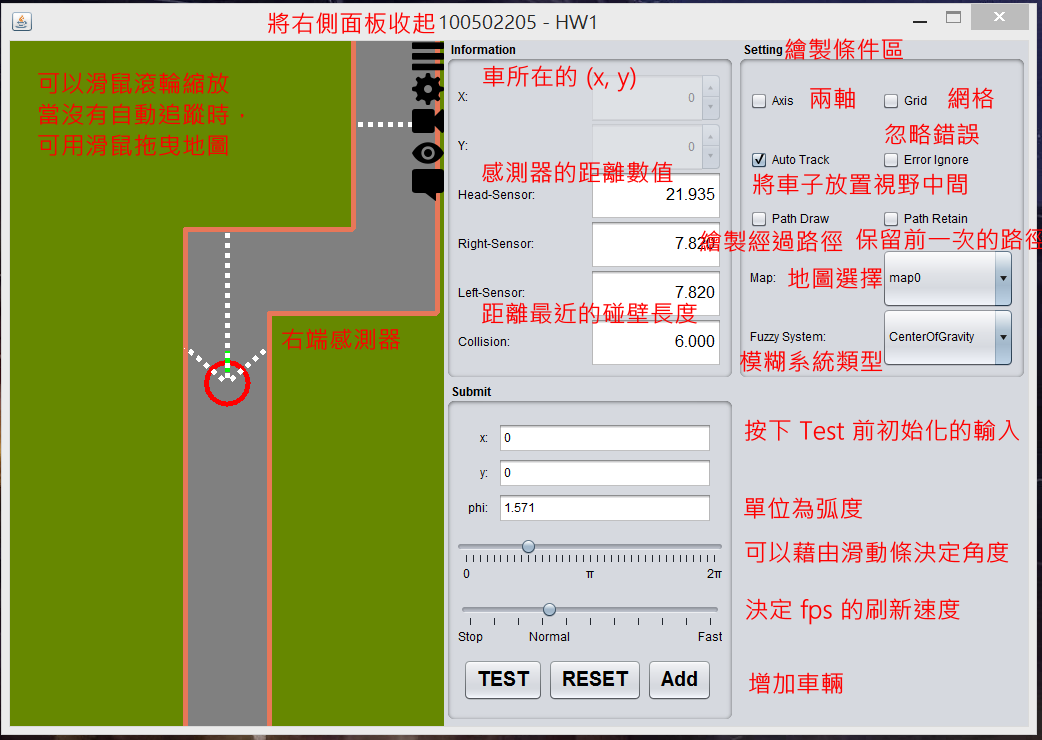 將右側面板收起 100502205 - HW1
可以滑鼠滾輪縮放
當沒有自動追蹤時，
可用滑鼠拖曳地圖
右端感測器
Information
車所在的 (x, y)
X:
0
Y:
0
感測器的距離數值
Head-Sensor:
21.935
Right-Sensor:
7.820
Left-Sensor:
7.820
距離最近的碰壁長度
Collision:
6.000
Setting 繪製條件區
Axis 兩軸
Grid 網格
忽略錯誤
Auto Track
Error Ignore
將車子放置視野中間
Path Draw
Path Retain
繪製經過路徑
保留前一次的路徑
Map: 地圖選擇 map0
Fuzzy System:
CenterOfGravity
模糊系統類型
Submit
x: 0
y: 0
phi: 1.571
0 π 2π
Stop Normal Fast
TEST RESET Add
按下 Test 前初始化的輸入
單位為弧度
可以藉由滑動條決定角度
決定 fps 的刷新速度
增加車輛